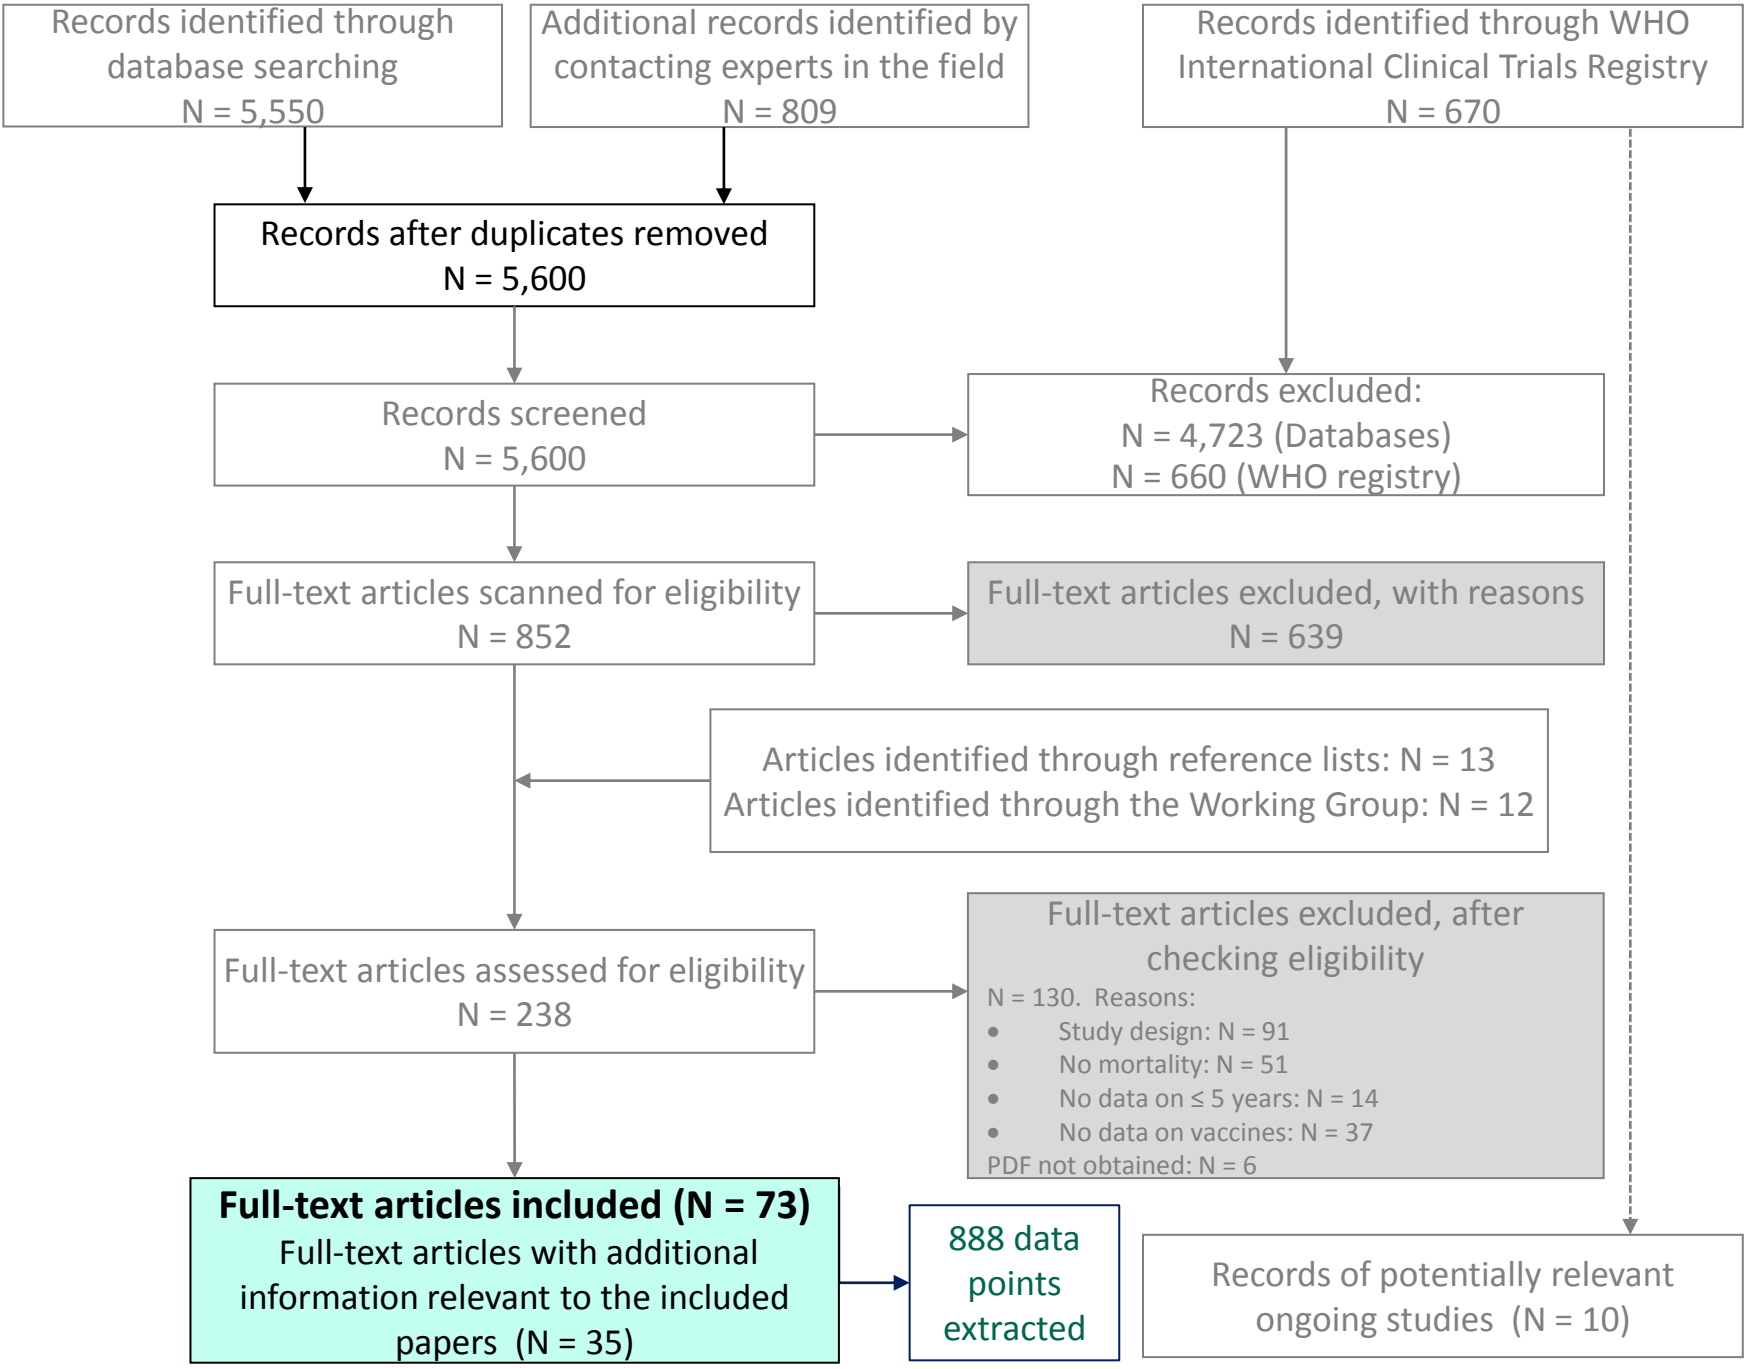 Records identified through
database searching
N = 5,550
Additional records identified by
contacting experts in the field
N = 809
Records identified through WHO
International Clinical Trials Registry
N = 670
Records after duplicates removed
N = 5,600
Records screened
N = 5,600
Records excluded:
N = 4,723 (Databases)
N = 660 (WHO registry)
Full-text articles scanned for eligibility
N = 852
Full-text articles excluded, with reasons
N = 639
Articles identified through reference lists: N = 13
Articles identified through the Working Group: N = 12
Full-text articles assessed for eligibility
N = 238
Full-text articles excluded, after
checking eligibility
N = 130.  Reasons:
• Study design: N = 91
• No mortality: N = 51
• No data on ≤ 5 years: N = 14
• No data on vaccines: N = 37
PDF not obtained: N = 6
Full-text articles included (N = 73)
Full-text articles with additional
information relevant to the included
papers  (N = 35)
888 data
points
extracted
Records of potentially relevant
ongoing studies  (N = 10)